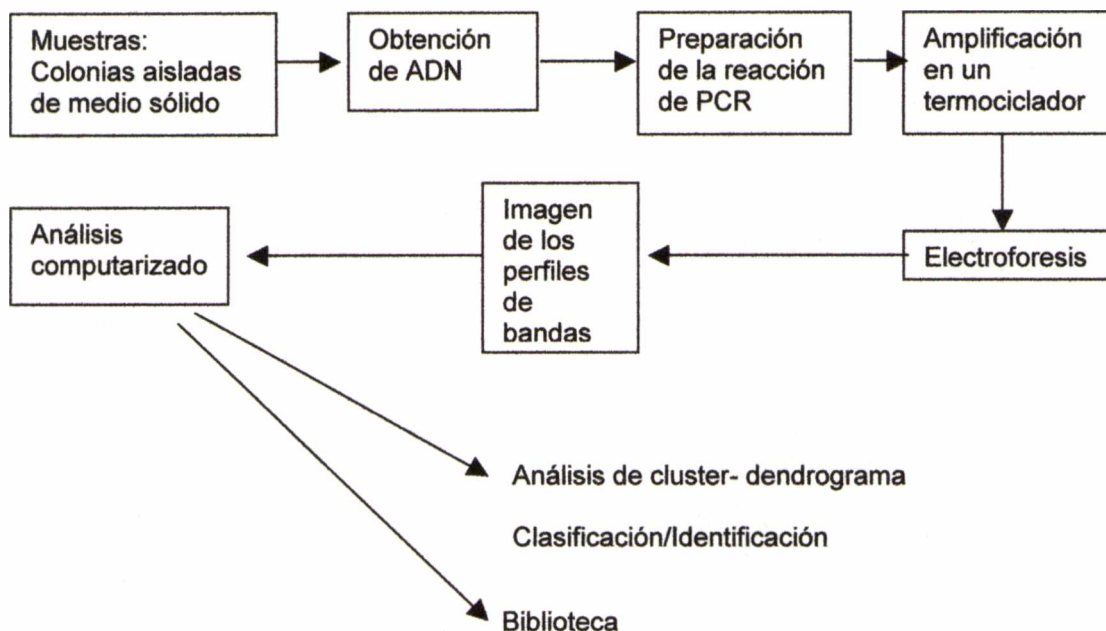 Muestras:
Colonias aisladas
de medio sólido
Obtención
de ADN
Preparación
de la reacción
de PCR
Amplificación
en un
termociclador
Electroforesis
Imagen
de los
perfiles
de
bandas
Análisis
computarizado
Análisis de cluster- dendrograma
Clasificación/Identificación
Biblioteca